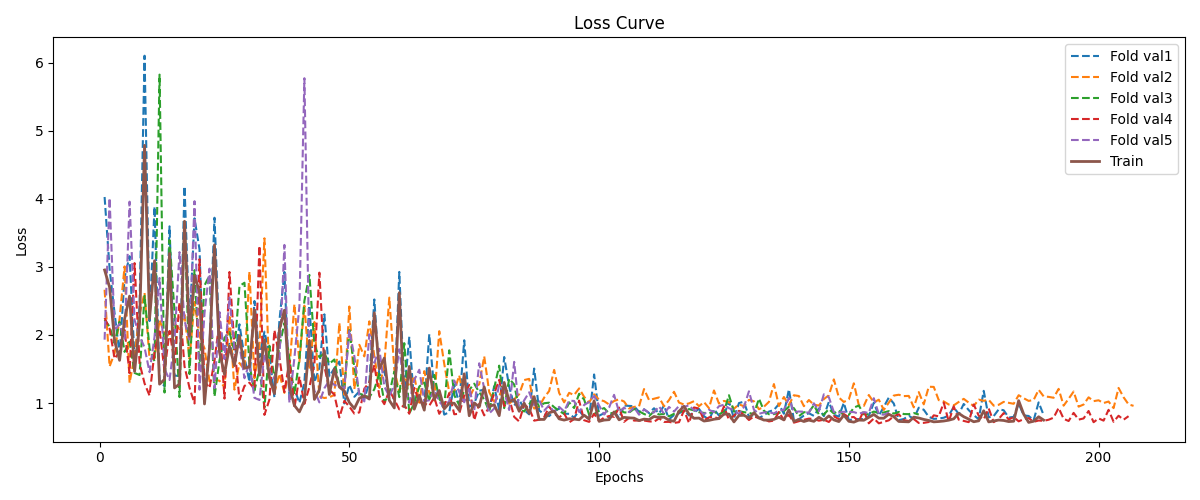 Loss Curve
Loss
6
5
4
3
2
1
0
50
100
150
200
Epochs
Fold val1
Fold val2
Fold val3
Fold val4
Fold val5
Train